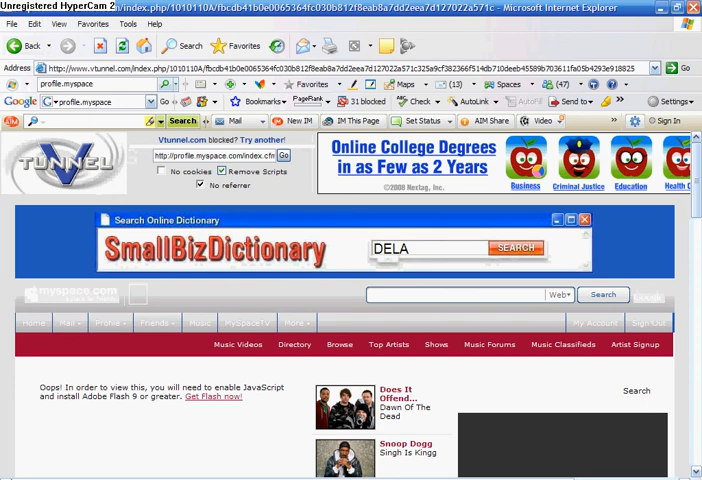 Unregistered HyperCam 2
m/index.php/1010110A/fbcdb41b0e0065364fc030b812f8eab8a7dd2eea7d127022a571c - Microsoft Internet Explorer
File Edit View Favorites Tools Help
Back Search Favorites
Address http://www.vtunnel.com/index.php/1010110A/fbcdb41b0e0065364fc030b812f8eab8a7dd2eea7d127022a571c325a9cf382366f514db710deeb45589b703611fa05b4293e918825 Go
profile.myspace Favorites Maps (13) Spaces (47)
Google profile.myspace Go Bookmarks PageRank 31 blocked Check AutoLink AutoFill Send to Settings
AIM Search Mail New IM IM This Page Set Status AIM Share Video Sign In
V TUNNEL
Vtunnel.com blocked? Try another!
http://profile.myspace.com/index.cfm Go
No cookies Remove Scripts
No referrer
Online College Degrees
in as Few as 2 Years
©2008 Nextag, Inc.
Business Criminal Justice Education Health C
Search Online Dictionary
SmallBizDictionary DELA SEARCH
myspace.com Web Search Google
Home Mail Profile Friends Music MySpaceTV More My Account Sign Out
Music Videos Directory Browse Top Artists Shows Music Forums Music Classifieds Artist Signup
Oops! In order to view this, you will need to enable JavaScript
and install Adobe Flash 9 or greater. Get Flash now!
Does It
Offend...
Dawn Of The
Dead
Search
Snoop Dogg
Singh Is Kingg